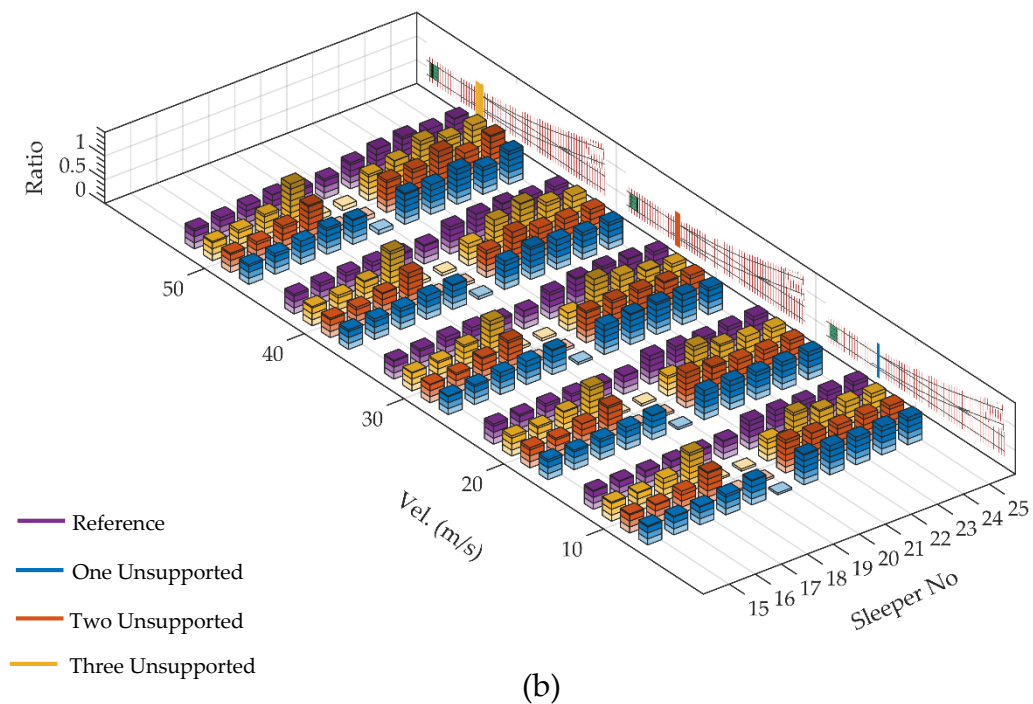 1
0.5
0
Ratio
50
40
30
20
10
Vel. (m/s)
15
16
17
18
19
20
21
22
23
24
25
Sleeper No
Reference
One Unsupported
Two Unsupported
Three Unsupported
(b)